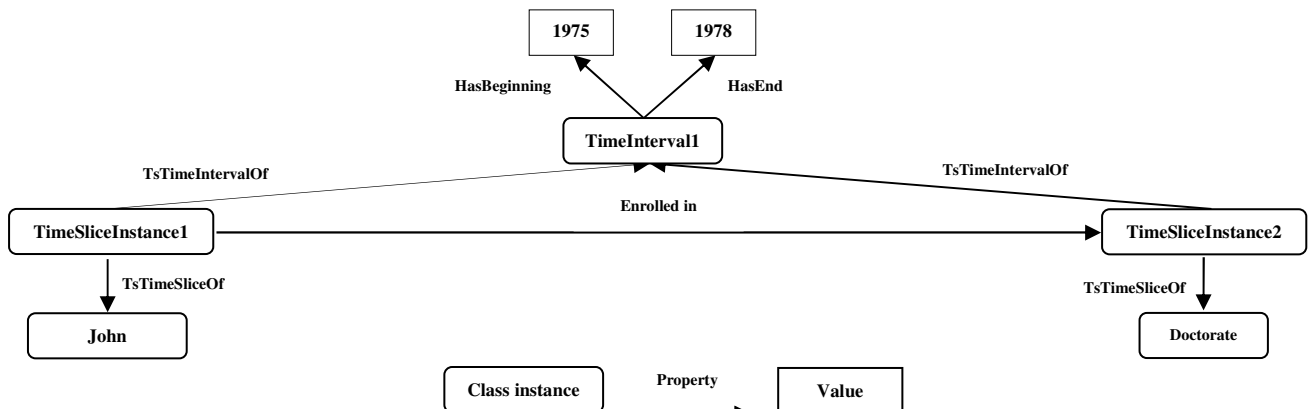 1975
1978
HasBeginning
HasEnd
TimeInterval1
TsTimeIntervalOf
TsTimeIntervalOf
Enrolled in
TimeSliceInstance1
TimeSliceInstance2
TsTimeSliceOf
TsTimeSliceOf
John
Doctorate
Class instance
Property
Value